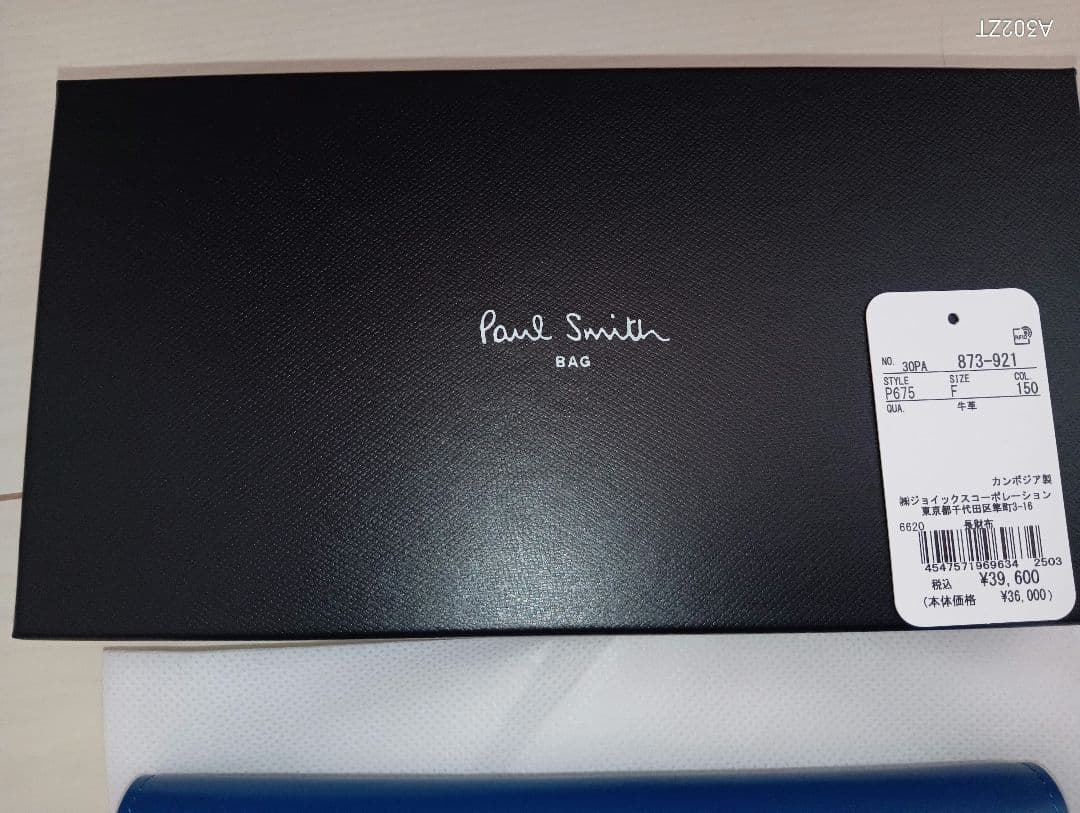 A302ZT
Paul Smith
BAG
NO. 30PA 873-921
STYLE SIZE COL.
P675 F 150
QUA. 牛革
カンボジア製
㈱ジョイックスコーポレーション
東京都千代田区隼町3-16
6620 長財布
4547571969634 2503
税込 ¥39,600
(本体価格 ¥36,000)